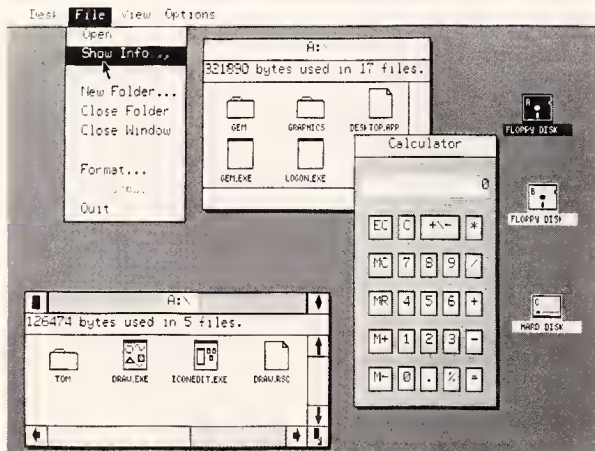 Desk File View Options
Open
Show Info...
New Folder...
Close Folder
Close Window
Format...
Quit
A:\
331890 bytes used in 17 files.
GEM
GRAPHICS
DESKTOP.APP
GEM.EXE
LOGON.EXE
Calculator
0
EC C +\- *
MC 7 8 9 /
MR 4 5 6 +
M+ 1 2 3 -
M- 0 . % =
A
FLOPPY DISK
B
FLOPPY DISK
C
HARD DISK
A:\
126474 bytes used in 5 files.
TOM
DRAW.EXE
ICONEDIT.EXE
DRAW.RSC